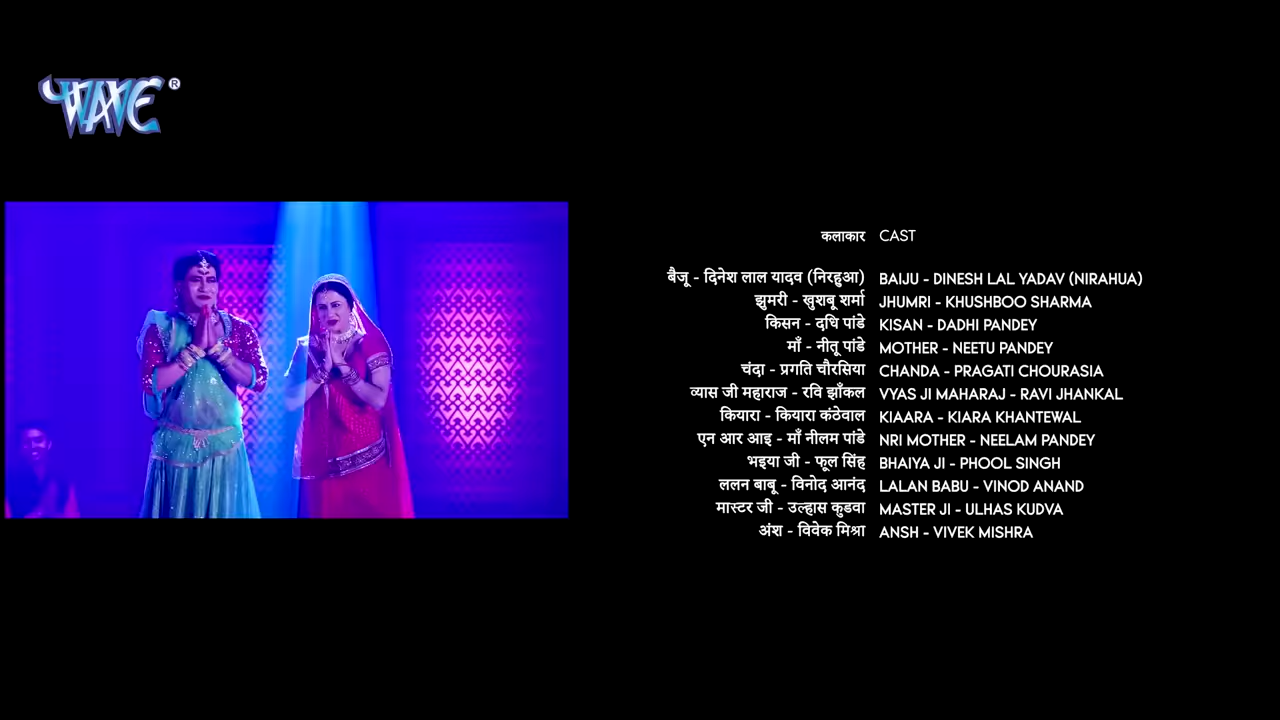 WAVE ®
कलाकार CAST
बैजू - दिनेश लाल यादव (निरहुआ) BAIJU - DINESH LAL YADAV (NIRAHUA)
झुमरी - खुशबू शर्मा JHUMRI - KHUSHBOO SHARMA
किसन - दधि पांडे KISAN - DADHI PANDEY
माँ - नीतू पांडे MOTHER - NEETU PANDEY
चंदा - प्रगति चौरसिया CHANDA - PRAGATI CHOURASIA
व्यास जी महाराज - रवि झाँकल VYAS JI MAHARAJ - RAVI JHANKAL
कियारा - कियारा कंठेवाल KIAARA - KIARA KHANTEWAL
एन आर आइ - माँ नीलम पांडे NRI MOTHER - NEELAM PANDEY
भइया जी - फूल सिंह BHAIYA JI - PHOOL SINGH
ललन बाबू - विनोद आनंद LALAN BABU - VINOD ANAND
मास्टर जी - उल्हास कुडवा MASTER JI - ULHAS KUDVA
अंश - विवेक मिश्रा ANSH - VIVEK MISHRA